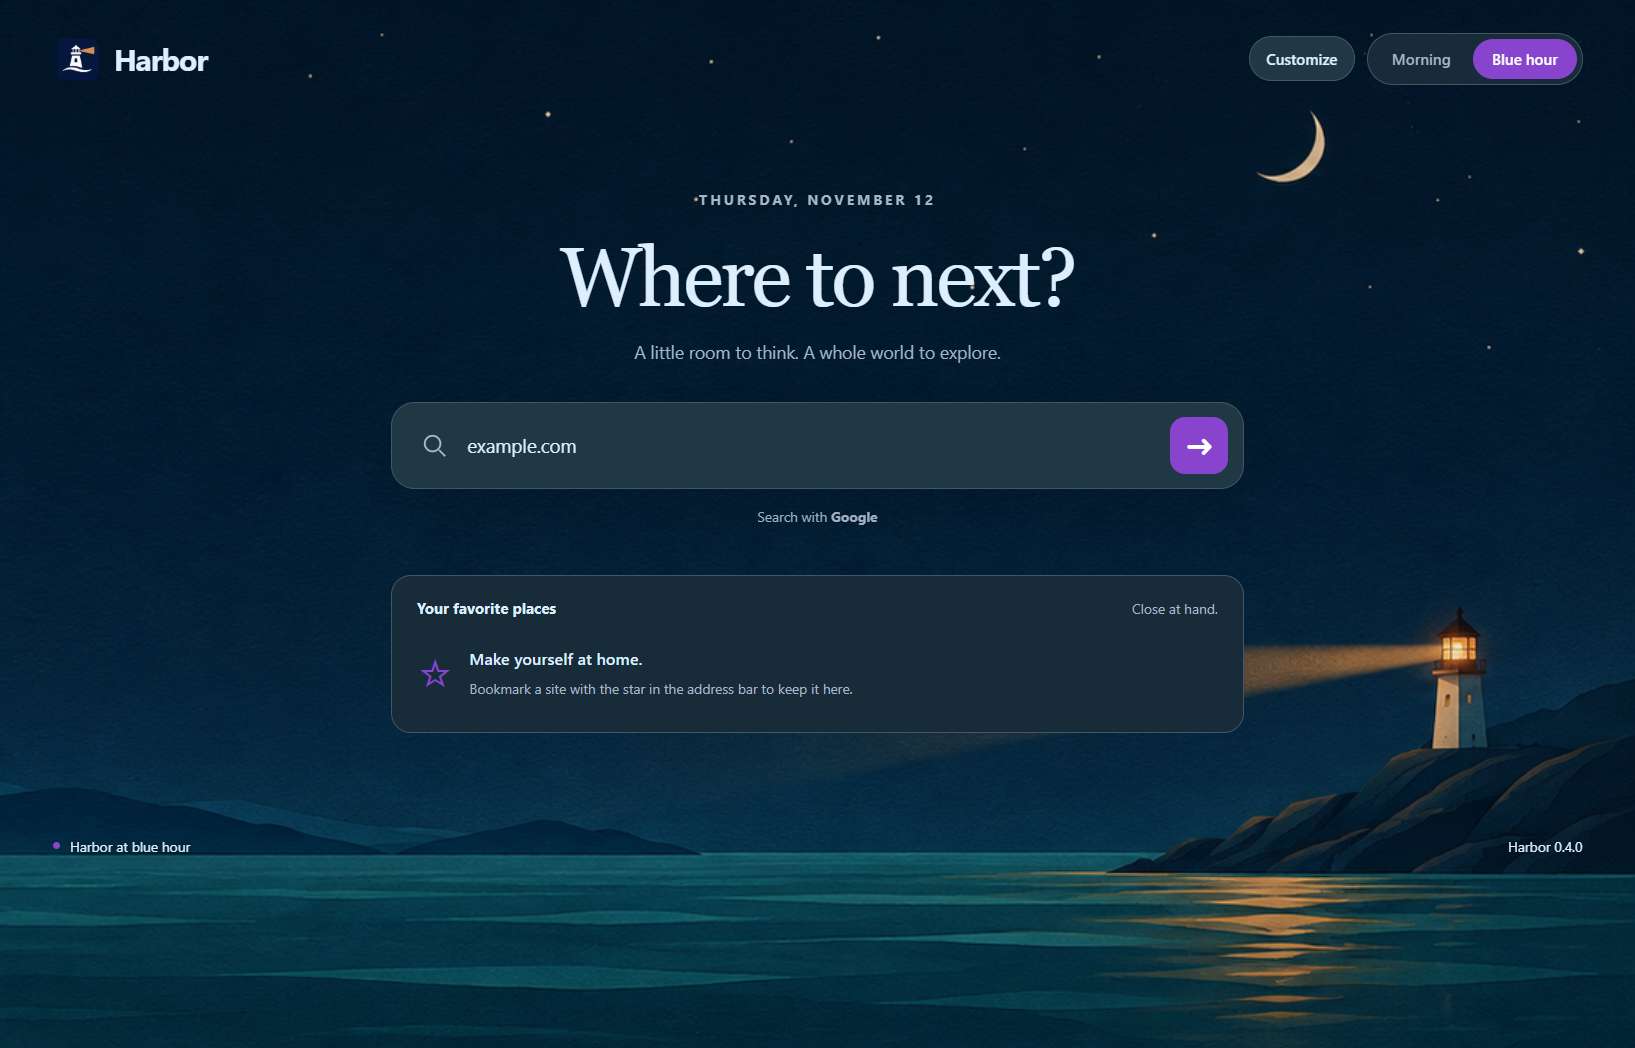 Harbor
Customize
Morning
Blue hour
THURSDAY, NOVEMBER 12
Where to next?
A little room to think. A whole world to explore.
example.com
Search with Google
Your favorite places
Close at hand.
Make yourself at home.
Bookmark a site with the star in the address bar to keep it here.
Harbor at blue hour
Harbor 0.4.0